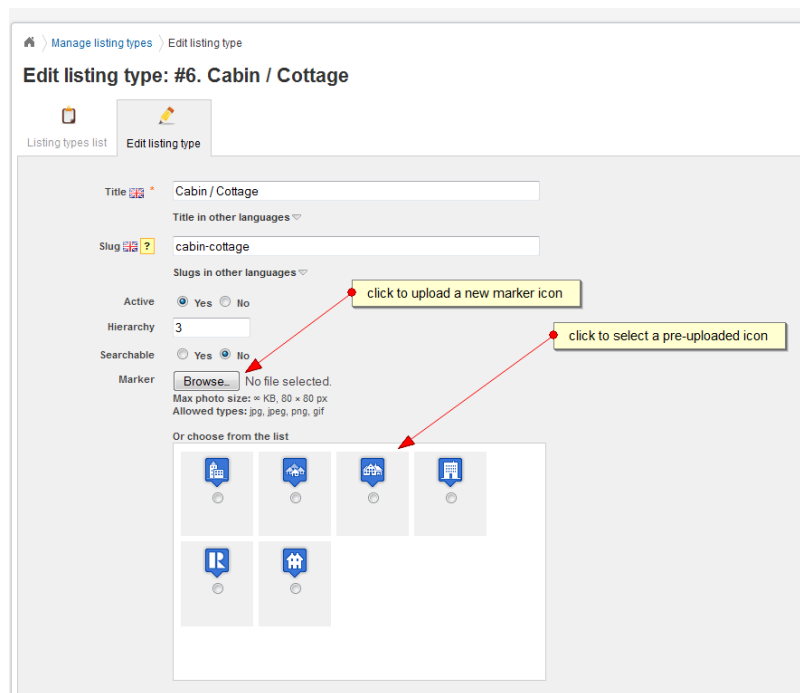 Manage listing types Edit listing type
Edit listing type: #6. Cabin / Cottage
Listing types list Edit listing type
Title * Cabin / Cottage
Title in other languages
Slug ? cabin-cottage
Slugs in other languages
click to upload a new marker icon
Active Yes No
Hierarchy 3
click to select a pre-uploaded icon
Searchable Yes No
Marker Browse.. No file selected.
Max photo size: ∞ KB, 80 × 80 px
Allowed types: jpg, jpeg, png, gif
Or choose from the list
R